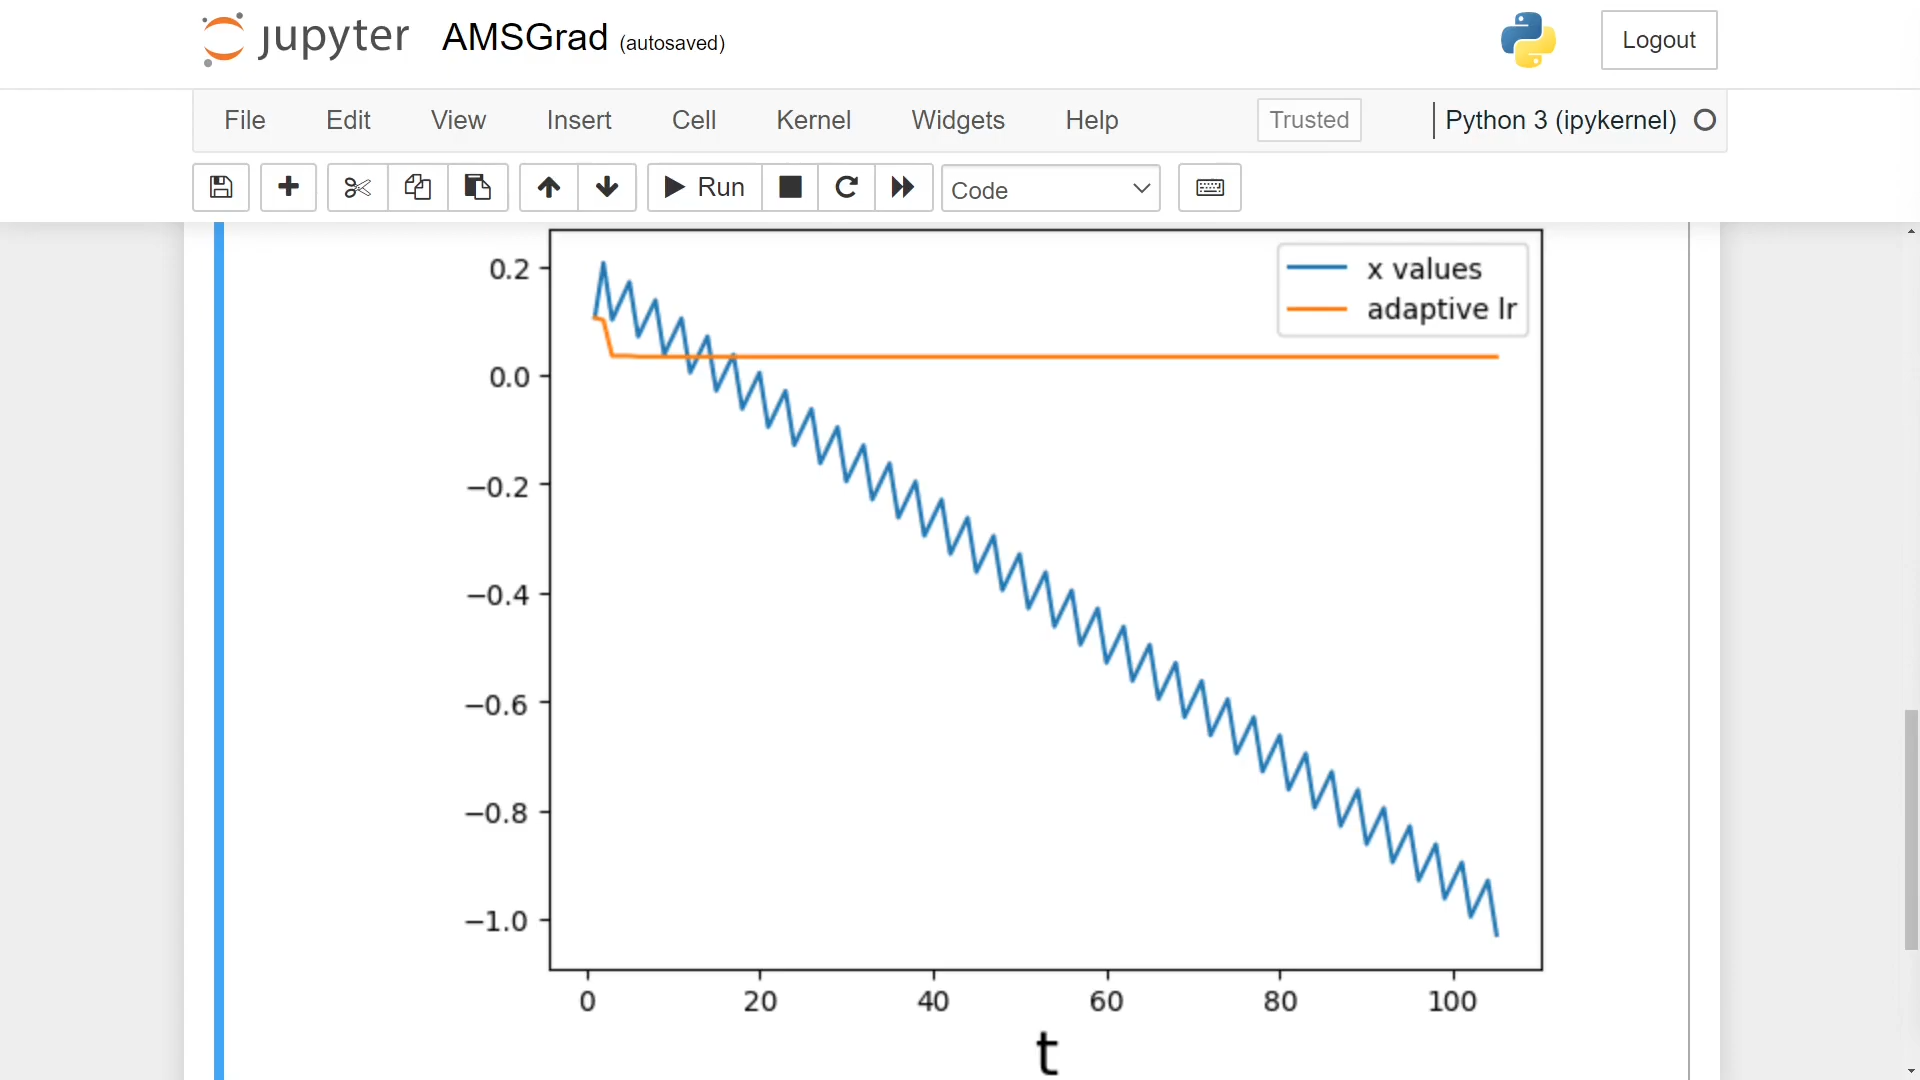 jupyter AMSGrad (autosaved) Logout
File Edit View Insert Cell Kernel Widgets Help Trusted Python 3 (ipykernel)
Run Code
x values
adaptive lr
0.2
0.0
−0.2
−0.4
−0.6
−0.8
−1.0
0 20 40 60 80 100
t